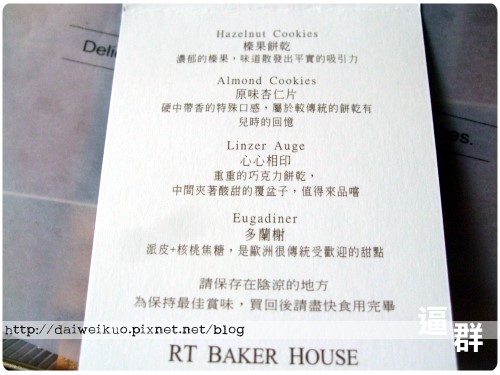 Hazelnut Cookies
榛果餅乾
濃郁的榛果，味道散發出平實的吸引力
Almond Cookies
原味杏仁片
硬中帶香的特殊口感，屬於較傳統的餅乾有
兒時的回憶
Linzer Auge
心心相印
重重的巧克力餅乾，
中間夾著酸甜的覆盆子，值得來品嚐
Eugadiner
多蘭榭
派皮+核桃焦糖，是歐洲很傳統受歡迎的甜點
請保存在陰涼的地方
為保持最佳賞味，買回後請盡快食用完畢
RT BAKER HOUSE
http://daiweikuo.pixnet.net/blog
逼群